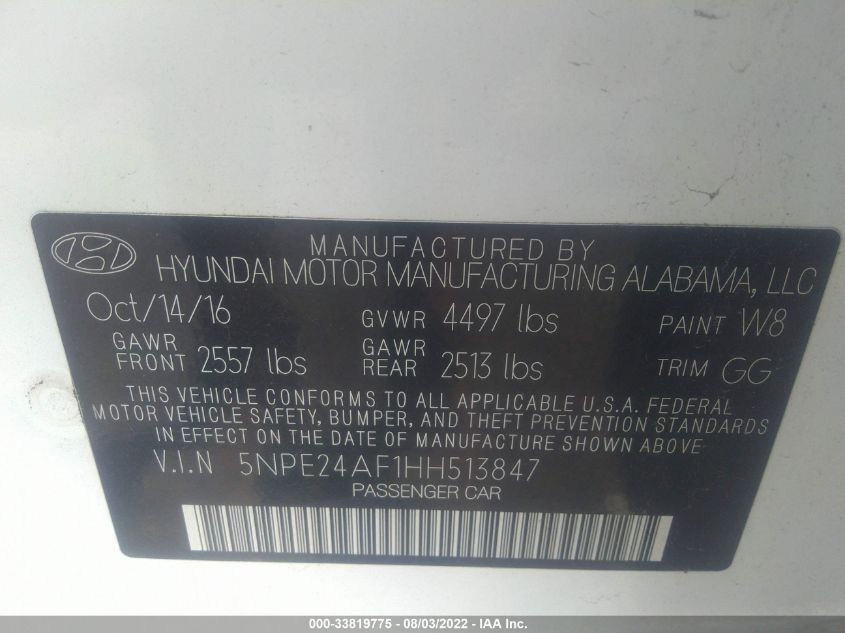 MANUFACTURED BY
HYUNDAI MOTOR MANUFACTURING ALABAMA, LLC
Oct/14/16 GVWR 4497 lbs PAINT W8
GAWR FRONT 2557 lbs GAWR REAR 2513 lbs TRIM GG
THIS VEHICLE CONFORMS TO ALL APPLICABLE U.S.A. FEDERAL
MOTOR VEHICLE SAFETY, BUMPER, AND THEFT PREVENTION STANDARDS
IN EFFECT ON THE DATE OF MANUFACTURE SHOWN ABOVE
V.I.N 5NPE24AF1HH513847
PASSENGER CAR
000-33819775 - 08/03/2022 - IAA Inc.